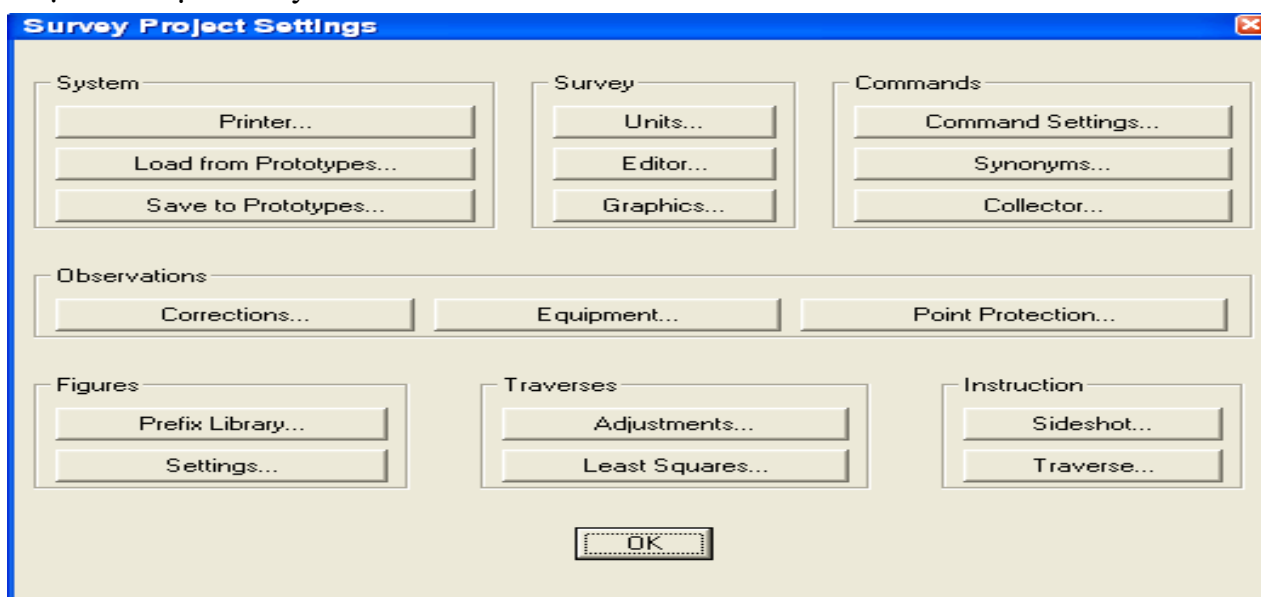 Survey Project Settings
System Survey Commands
Printer... Units... Command Settings...
Load from Prototypes... Editor... Synonyms...
Save to Prototypes... Graphics... Collector...
Observations
Corrections... Equipment... Point Protection...
Figures Traverses Instruction
Prefix Library... Adjustments... Sideshot...
Settings... Least Squares... Traverse...
OK